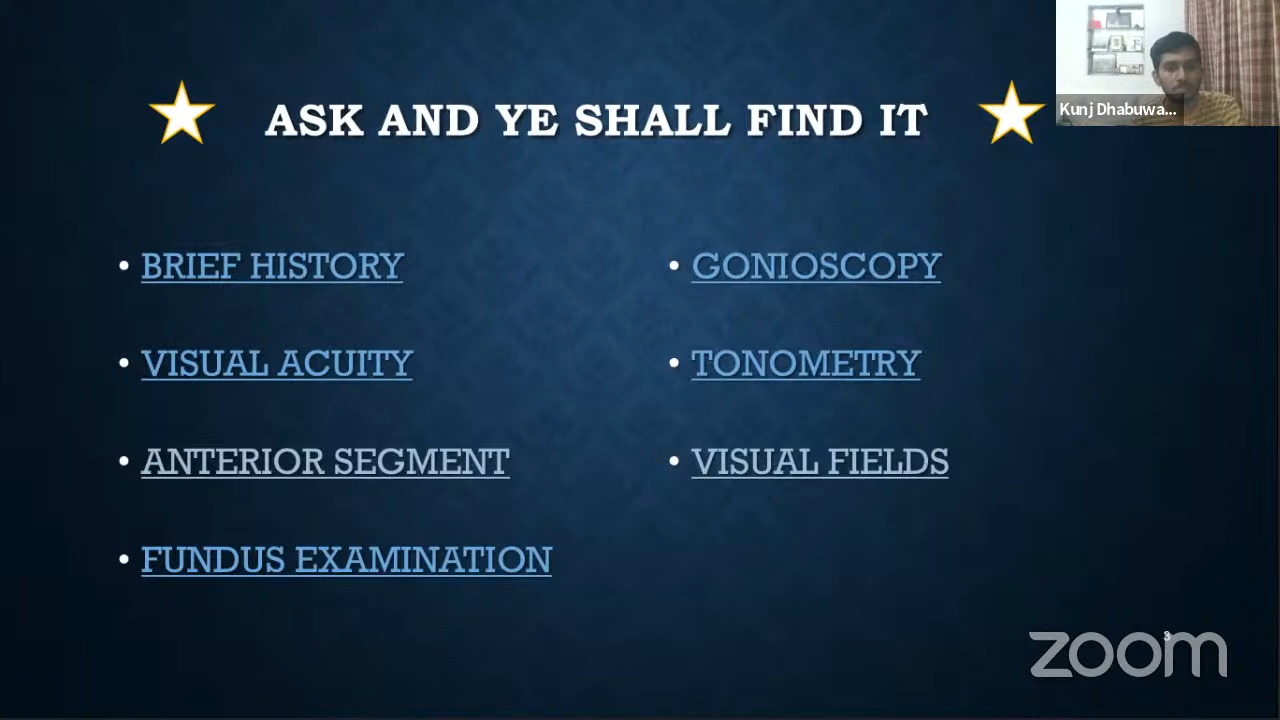 ASK AND YE SHALL FIND IT
Kunj Dhabuwa...
• BRIEF HISTORY
• VISUAL ACUITY
• ANTERIOR SEGMENT
• FUNDUS EXAMINATION
• GONIOSCOPY
• TONOMETRY
• VISUAL FIELDS
3
zoom